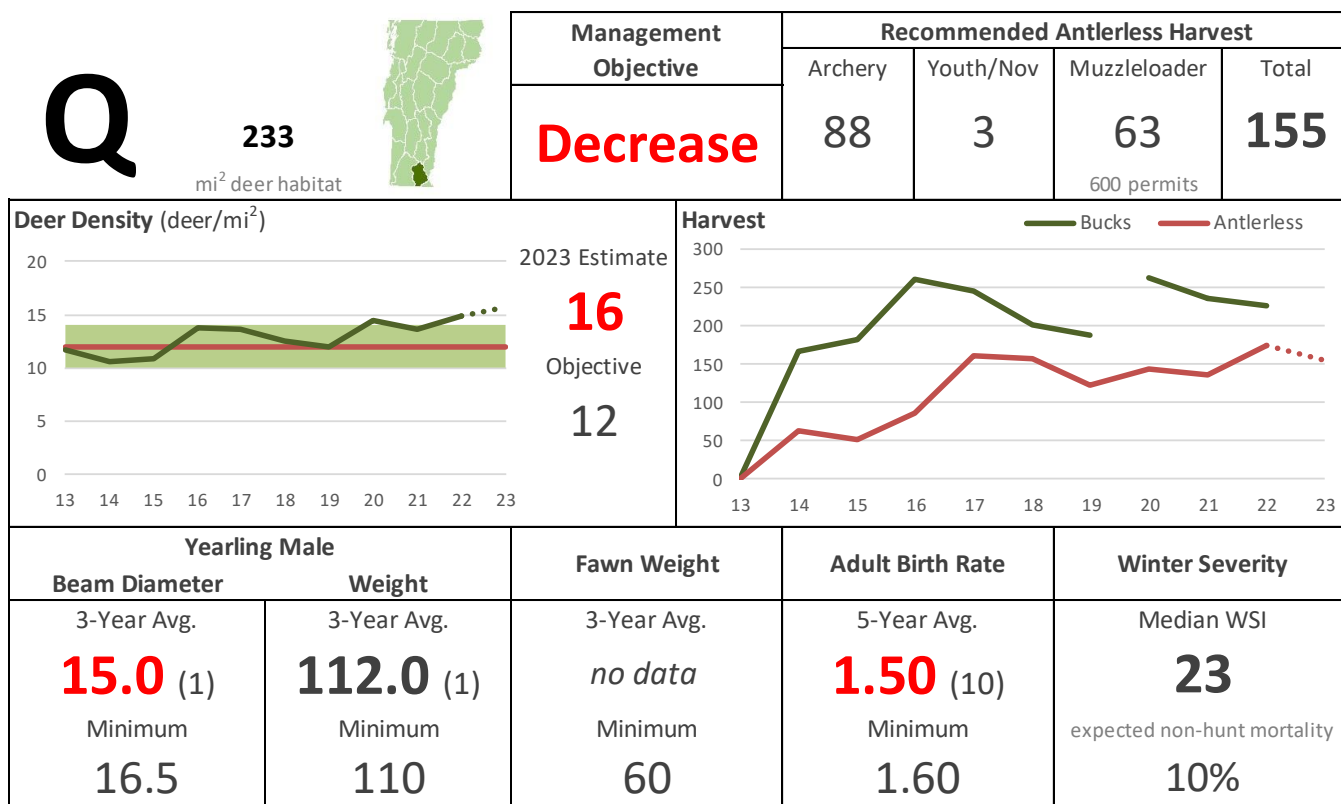 Q
233
mi2 deer habitat
Management
Objective
Decrease
Recommended Antlerless Harvest
Archery Youth/Nov Muzzleloader Total
88 3 63 155
600 permits
Deer Density (deer/mi2)
20
15
10
5
0
13 14 15 16 17 18 19 20 21 22 23
2023 Estimate
16
Objective
12
Harvest
Bucks Antlerless
300
250
200
150
100
50
0
13 14 15 16 17 18 19 20 21 22 23
Yearling Male
Beam Diameter Weight
Fawn Weight
Adult Birth Rate
Winter Severity
3-Year Avg. 3-Year Avg. 3-Year Avg. 5-Year Avg. Median WSI
15.0 (1) 112.0 (1) no data 1.50 (10) 23
Minimum Minimum Minimum Minimum expected non-hunt mortality
16.5 110 60 1.60 10%